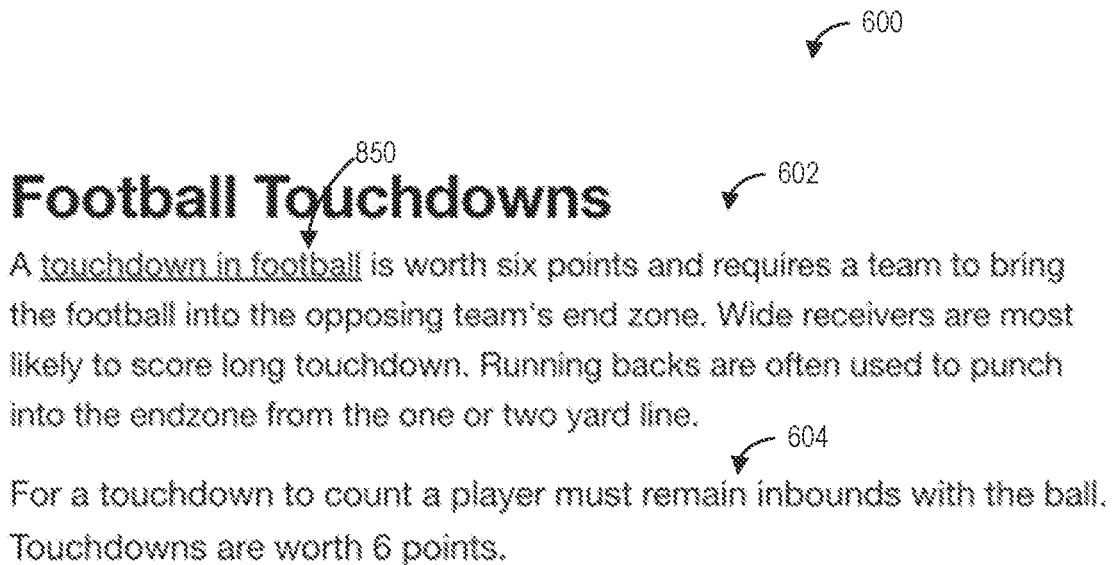 600
850
Football Touchdowns
602
A touchdown in football is worth six points and requires a team to bring
the football into the opposing team's end zone. Wide receivers are most
likely to score long touchdown. Running backs are often used to punch
into the endzone from the one or two yard line.
604
For a touchdown to count a player must remain inbounds with the ball.
Touchdowns are worth 6 points.